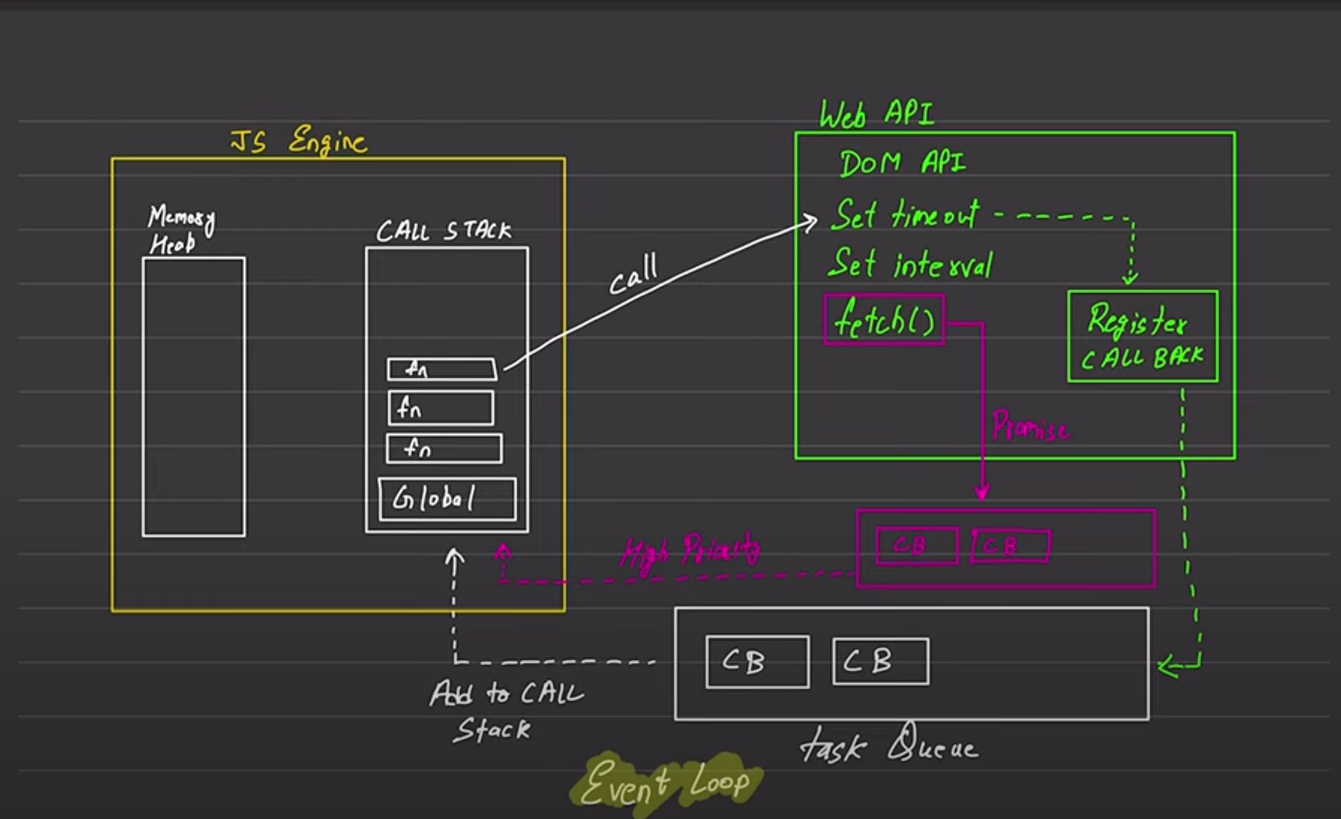 JS Engine
Memory
Heap
CALL STACK
fn
fn
fn
Global
call
Web API
DOM API
Set timeout
Set interval
fetch()
Register
CALL BACK
Promise
CB CB
High Priority
CB CB
Add to CALL
Stack
task Queue
Event Loop